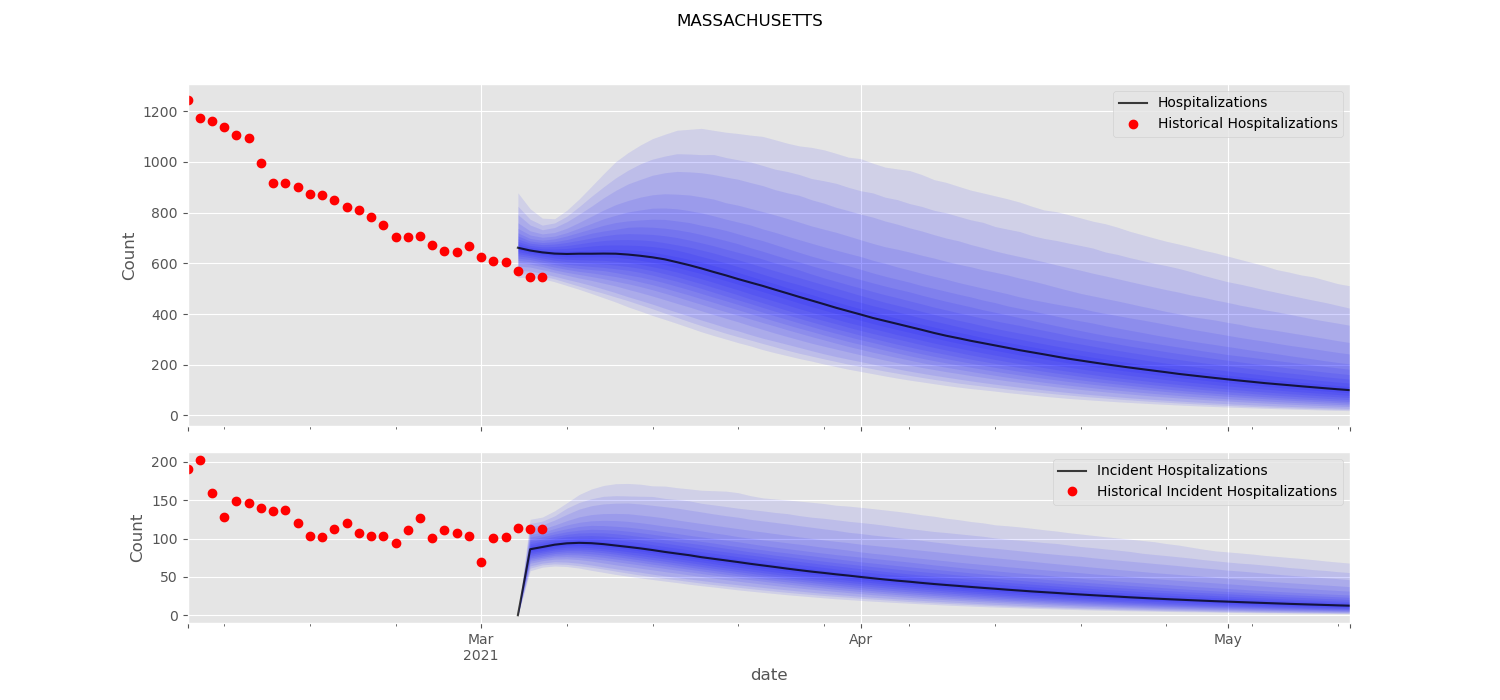 MASSACHUSETTS
Hospitalizations
Historical Hospitalizations
1200
1000
800
600
400
200
0
Count
Incident Hospitalizations
Historical Incident Hospitalizations
200
150
100
50
0
Count
Mar
2021
Apr
May
date